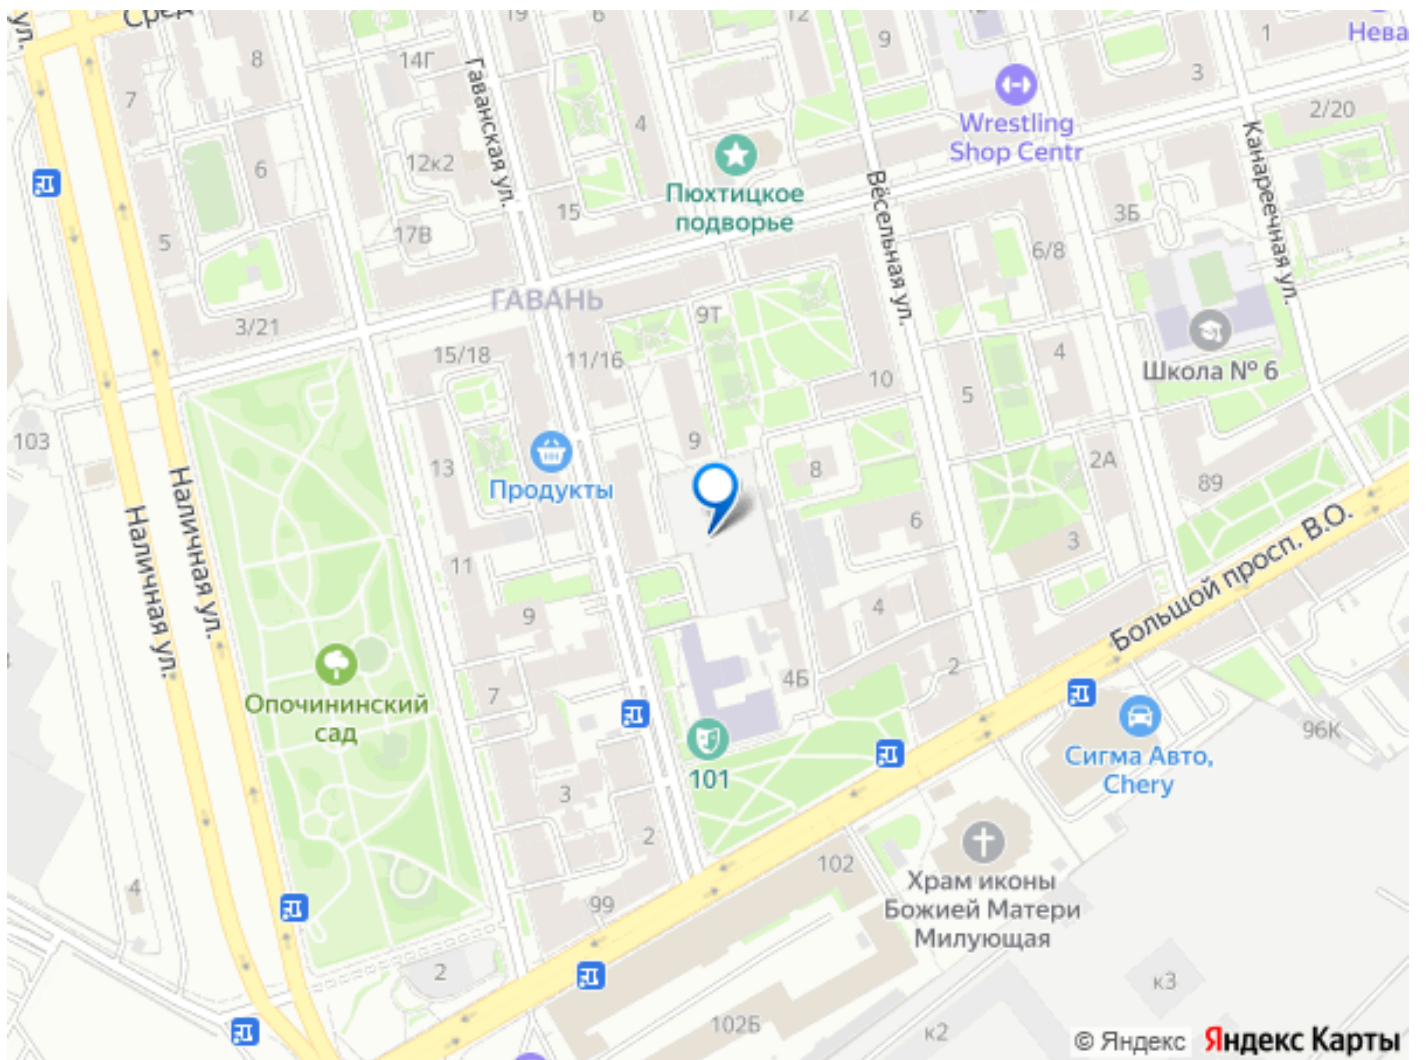 ул.
Сред
19
6
12
9
1
Нева
8
14Г
7
3
2/20
Гаванская ул.
4
Wrestling
Shop Centr
Канареечная ул.
6
12к2
Пюхтицкое
подворье
Вёсельная ул.
15
3Б
5
17В
6/8
ГАВАНЬ
9Т
3/21
15/18
11/16
4
Школа № 6
10
5
103
13
9
2А
Продукты
8
89
Наличная ул.
Наличная ул.
6
3
Большой просп. В.О.
11
9
4
Опочининский
сад
7
4Б
2
101
96К
Сигма Авто,
Chery
3
2
102
4
99
Храм иконы
Божией Матери
Милующая
2
к3
102Б
к2
© Яндекс
Яндекс Карты